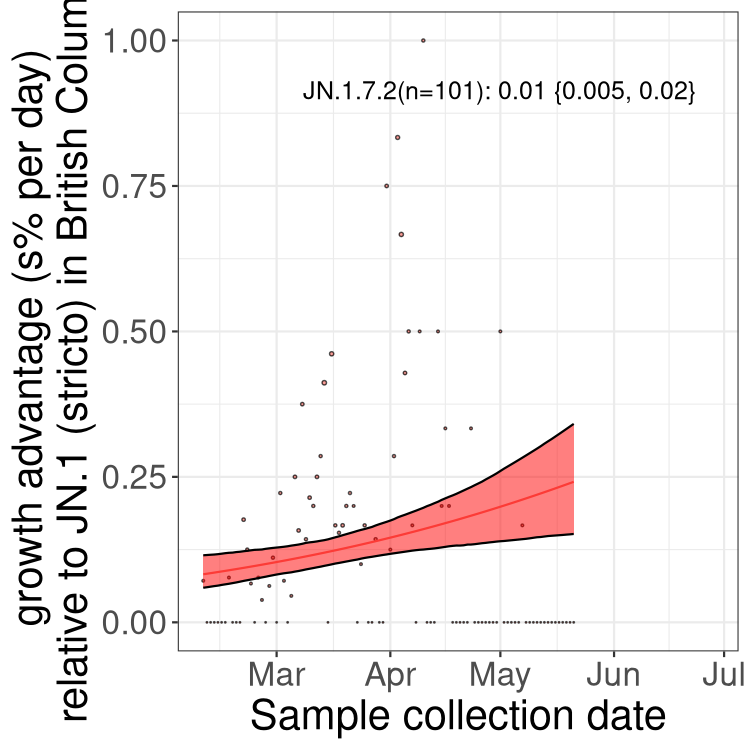 growth advantage (s% per day)
relative to JN.1 (stricto) in British Colum
1.00
0.75
0.50
0.25
0.00
JN.1.7.2(n=101): 0.01 {0.005, 0.02}
Mar Apr May Jun Jul
Sample collection date